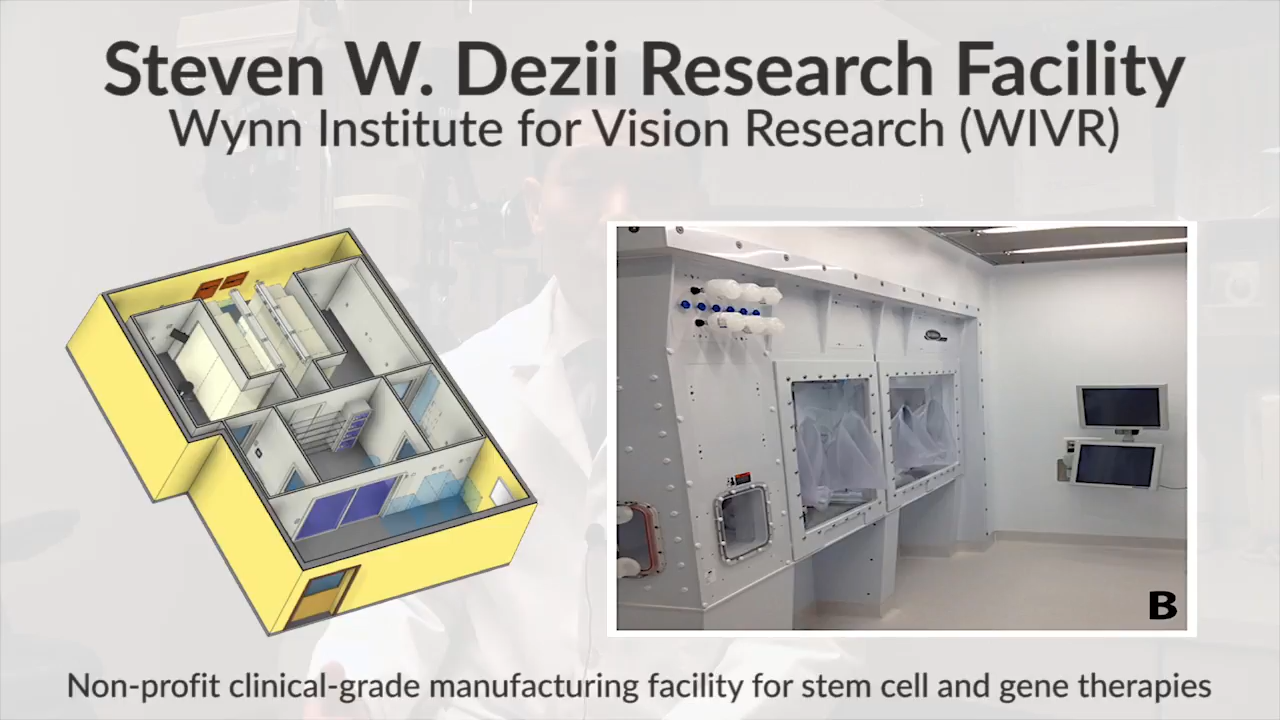 Steven W. Dezii Research Facility
Wynn Institute for Vision Research (WIVR)
B
Non-profit clinical-grade manufacturing facility for stem cell and gene therapies